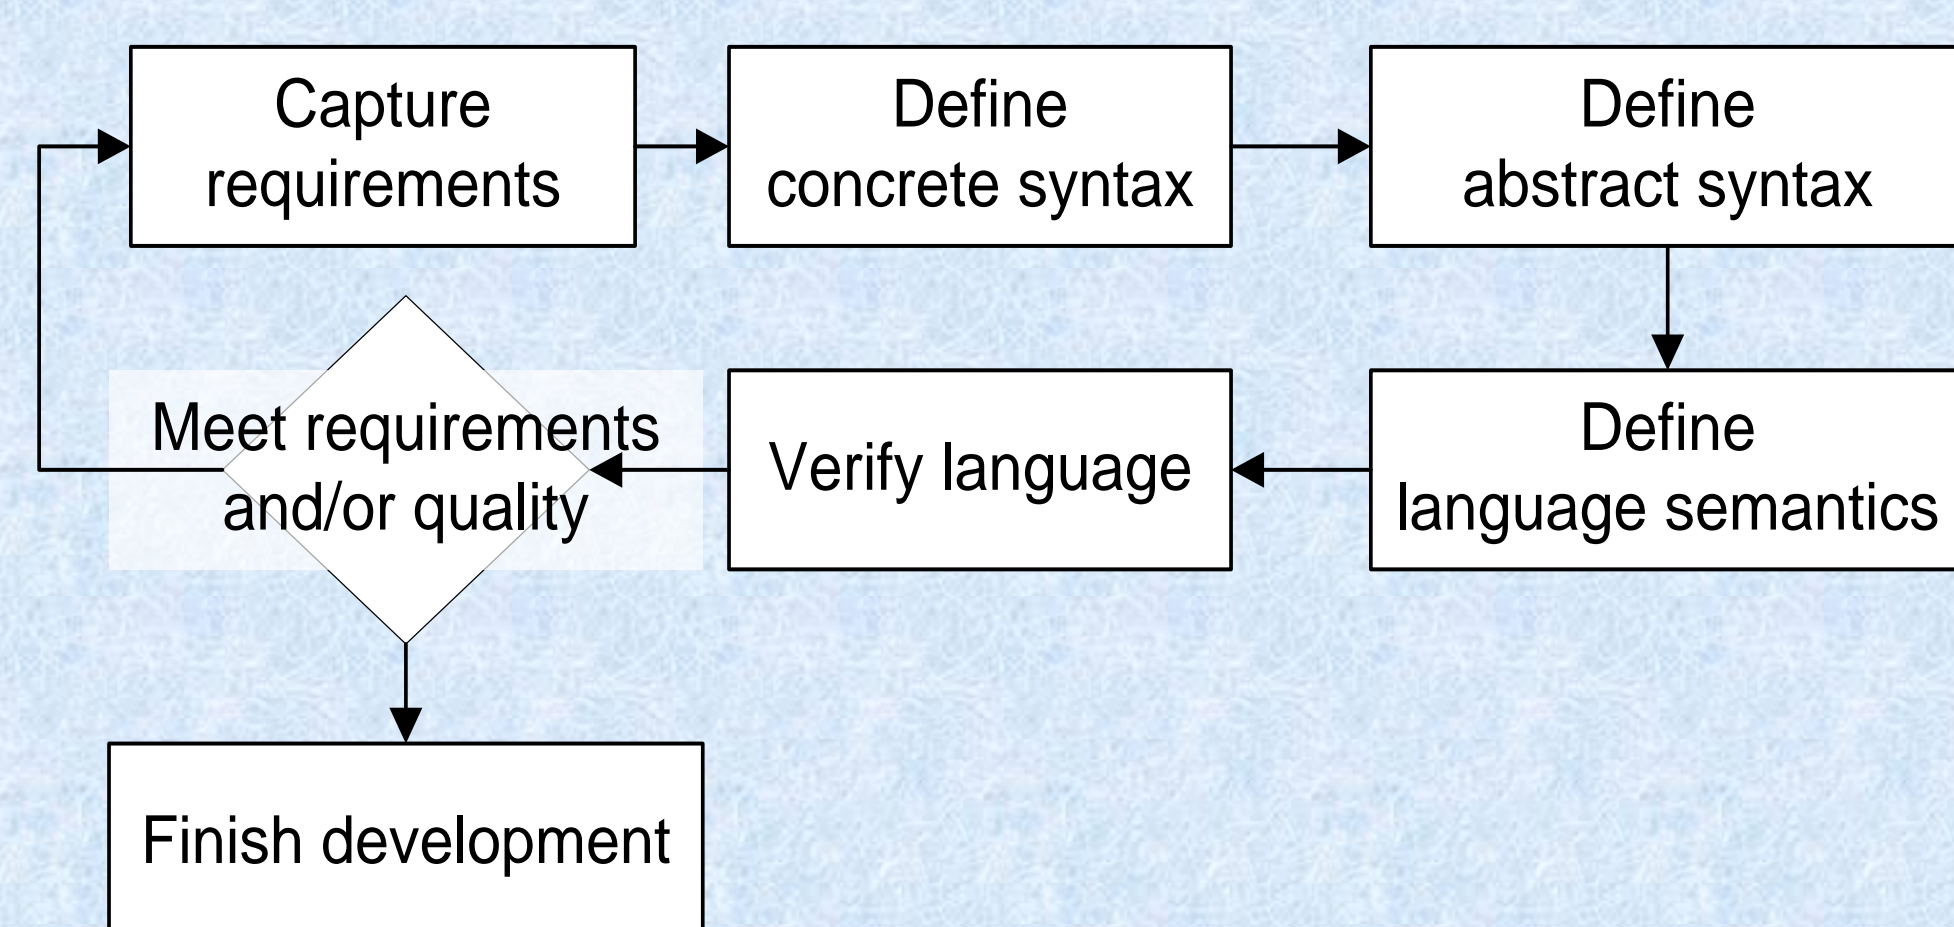 Capture
requirements
Define
concrete syntax
Define
abstract syntax
Meet requirements
and/or quality
Verify language
Define
language semantics
Finish development